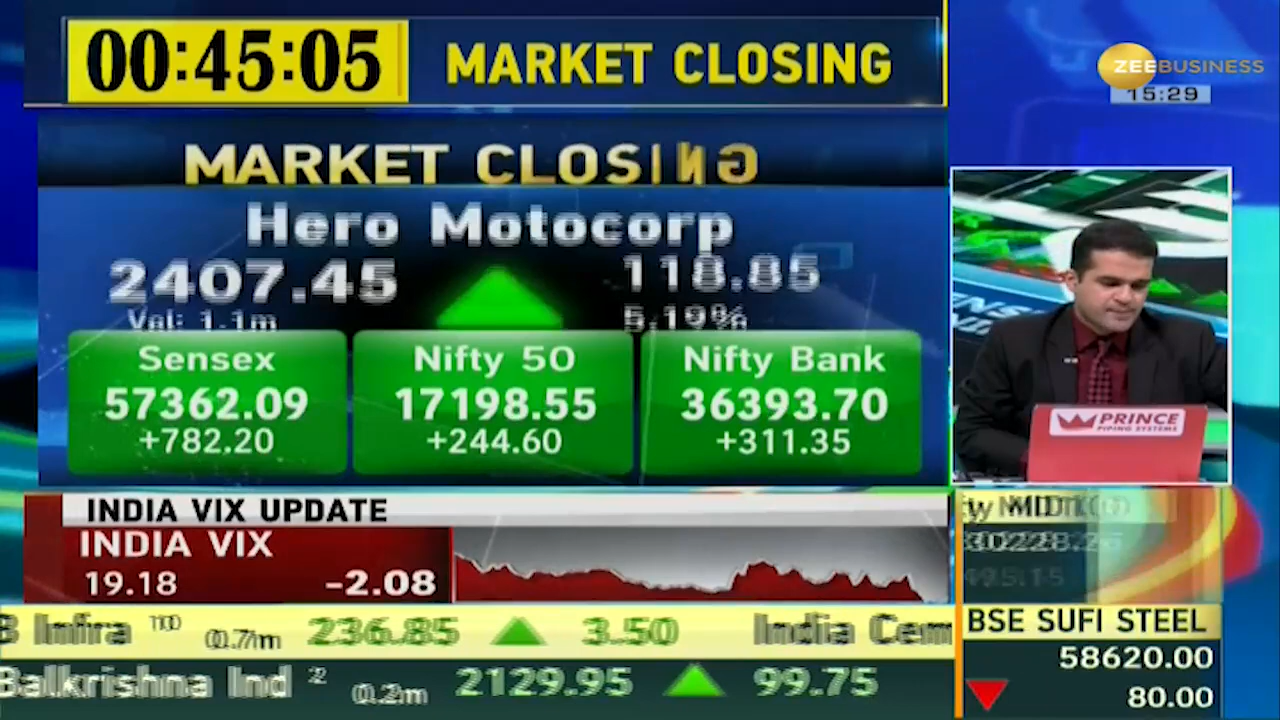 00:45:05 MARKET CLOSING
ZEEBUSINESS
15:29
MARKET CLOSING
Hero Motocorp
2407.45 118.85
Val: 1.1m 5.19%
Sensex
57362.09
+782.20
Nifty 50
17198.55
+244.60
Nifty Bank
36393.70
+311.35
PRINCE
PIPING SYSTEMS
INDIA VIX UPDATE
INDIA VIX
19.18 -2.08
B Infra 0.7m 236.85 3.50 India Cem
Balkrishna Ind 2 0.2m 2129.95 99.75
BSE SUFI STEEL
58620.00
80.00